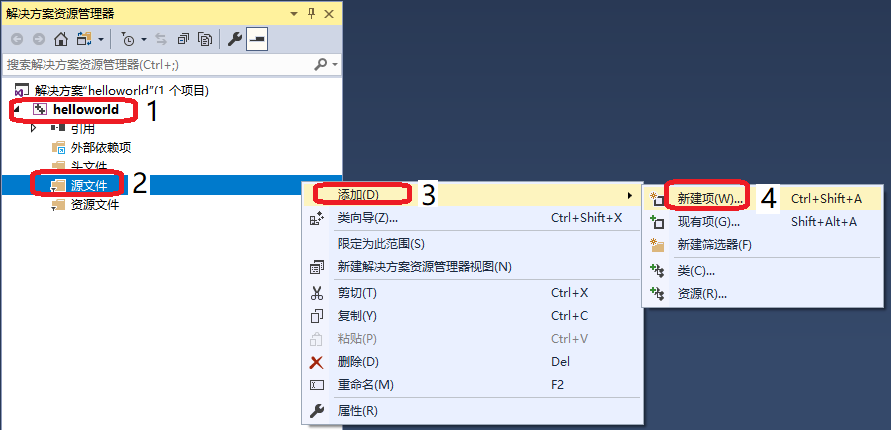 解决方案资源管理器
搜索解决方案资源管理器(Ctrl+;)
解决方案"helloworld"(1 个项目)
helloworld 1
引用
外部依赖项
头文件
源文件 2
资源文件
添加(D) 3
类向导(Z)... Ctrl+Shift+X
限定为此范围(S)
新建解决方案资源管理器视图(N)
剪切(T) Ctrl+X
复制(Y) Ctrl+C
粘贴(P) Ctrl+V
删除(D) Del
重命名(M) F2
属性(R)
新建项(W)... 4 Ctrl+Shift+A
现有项(G)... Shift+Alt+A
新建筛选器(F)
类(C)...
资源(R)...